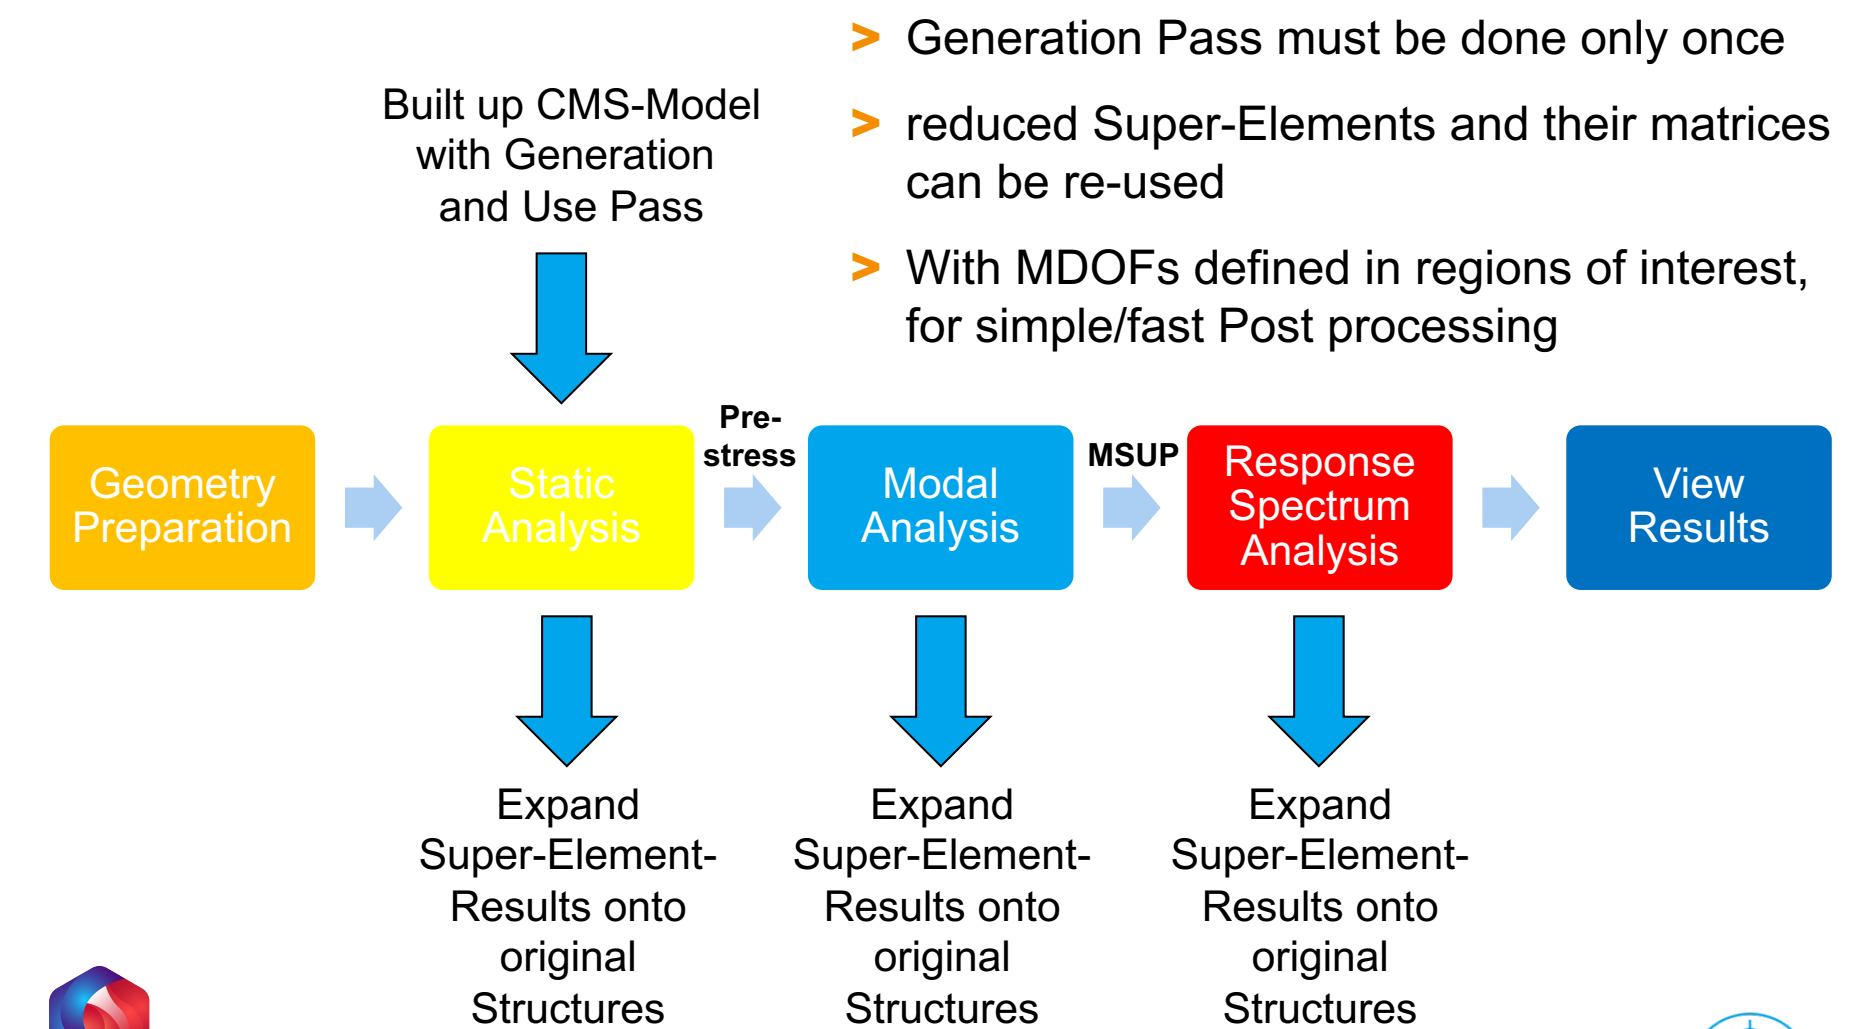 > Generation Pass must be done only once
> reduced Super-Elements and their matrices
can be re-used
> With MDOFs defined in regions of interest,
for simple/fast Post processing
Built up CMS-Model
with Generation
and Use Pass
Geometry
Preparation
Static
Analysis
Pre-
stress
Modal
Analysis
MSUP
Response
Spectrum
Analysis
View
Results
Expand
Super-Element-
Results onto
original
Structures
Expand
Super-Element-
Results onto
original
Structures
Expand
Super-Element-
Results onto
original
Structures